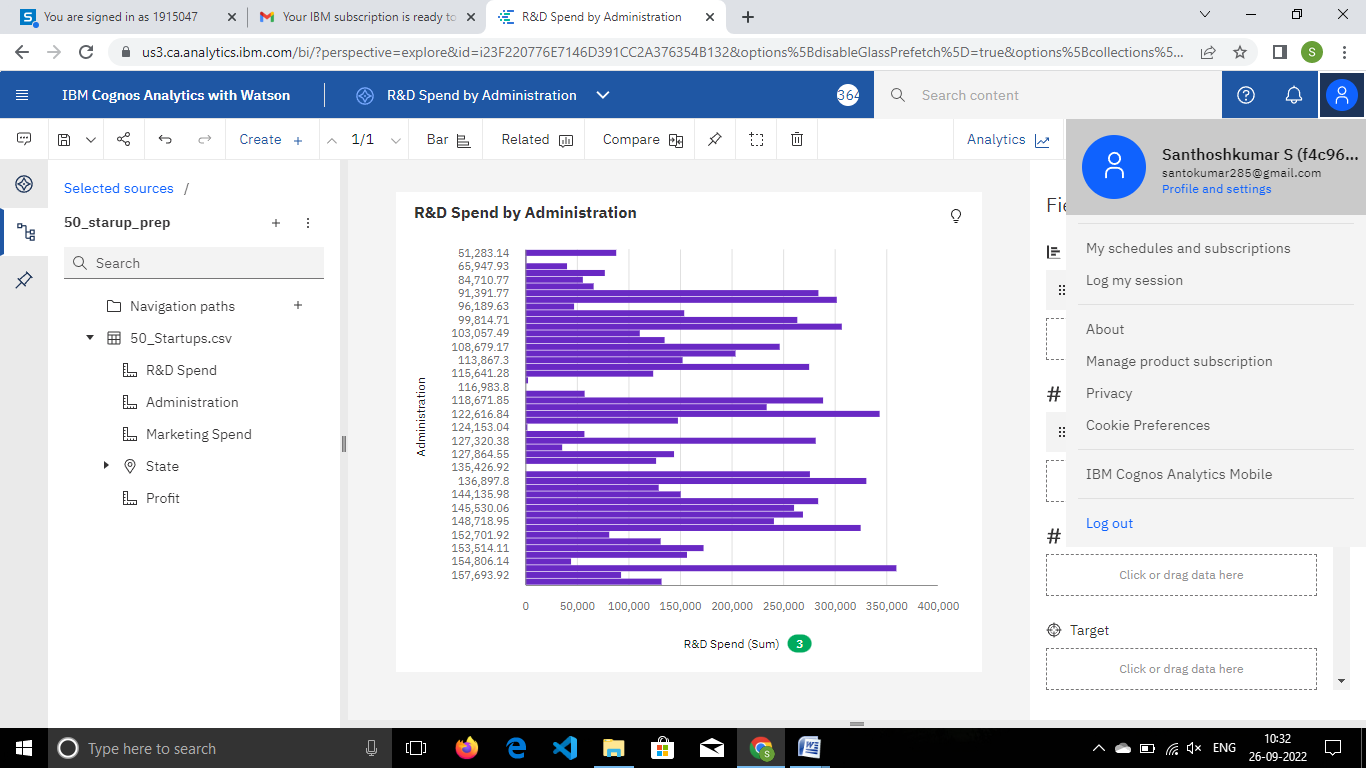 You are signed in as 1915047
Your IBM subscription is ready to
R&D Spend by Administration
us3.ca.analytics.ibm.com/bi/?perspective=explore&id=i23F220776E7146D391CC2A376354B132&options%5BdisableGlassPrefetch%5D=true&options%5Bcollections%5...
S
IBM Cognos Analytics with Watson
R&D Spend by Administration
364
Search content
Create +
1/1
Bar
Related
Compare
Analytics
Santhoshkumar S (f4c96...
santokumar285@gmail.com
Profile and settings
My schedules and subscriptions
Log my session
About
Manage product subscription
Privacy
Cookie Preferences
IBM Cognos Analytics Mobile
Log out
Selected sources /
50_starup_prep
Search
Navigation paths
50_Startups.csv
R&D Spend
Administration
Marketing Spend
State
Profit
R&D Spend by Administration
Administration
51,283.14
65,947.93
84,710.77
91,391.77
96,189.63
99,814.71
103,057.49
108,679.17
113,867.3
115,641.28
116,983.8
118,671.85
122,616.84
124,153.04
127,320.38
127,864.55
135,426.92
136,897.8
144,135.98
145,530.06
148,718.95
152,701.92
153,514.11
154,806.14
157,693.92
0 50,000 100,000 150,000 200,000 250,000 300,000 350,000 400,000
R&D Spend (Sum) 3
Fie
#
#
Click or drag data here
Target
Click or drag data here
Type here to search
ENG
10:32
26-09-2022